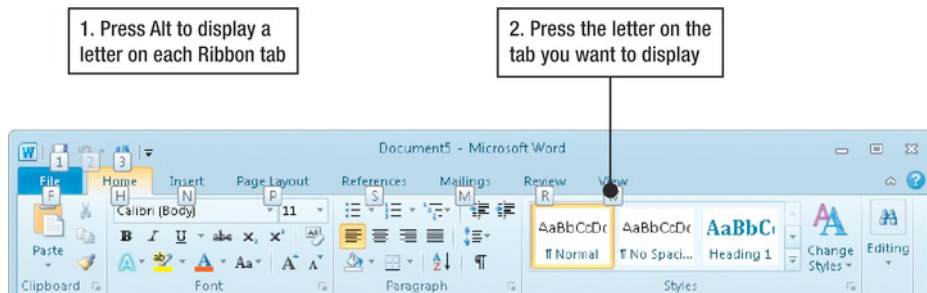 1. Press Alt to display a
letter on each Ribbon tab
2. Press the letter on the
tab you want to display
Document5 - Microsoft Word
1 2 3
File Home Insert Page Layout References Mailings Review View
F H N P S M R
Calibri (Body) 11
B I U abc X₂ X²
Aa A A
Paste
AaBbCcDc AaBbCcDc AaBbC
¶ Normal ¶ No Spaci... Heading 1
Change
Styles
Editing
Clipboard Font Paragraph Styles